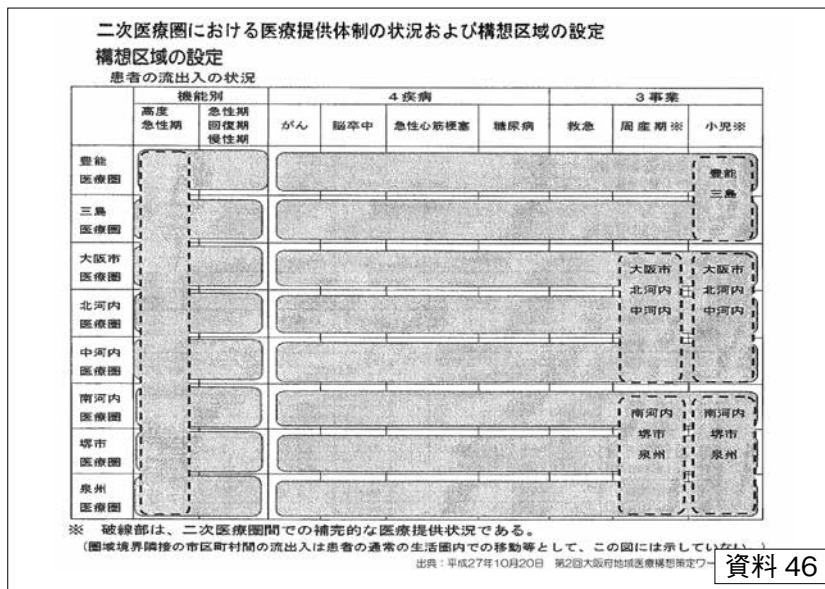 二次医療圏における医療提供体制の状況および構想区域の設定
構想区域の設定
患者の流出入の状況
機能別 4疾病 3事業
高度急性期 急性期回復期慢性期 がん 脳卒中 急性心筋梗塞 糖尿病 救急 周産期※ 小児※
豊能
医療圏
豊能
三島
三島
医療圏
大阪市
医療圏
大阪市 大阪市
北河内 北河内
中河内 中河内
北河内
医療圏
中河内
医療圏
南河内
医療圏
南河内 南河内
堺市 堺市
泉州 泉州
堺市
医療圏
泉州
医療圏
※ 破線部は、二次医療圏間での補完的な医療提供状況である。
(圏域境界隣接の市区町村間の流出入は患者の通常の生活圏内での移動等として、この図には示していない。)
出典：平成27年10月20日 第2回大阪府地域医療構想策定ワー
資料 46